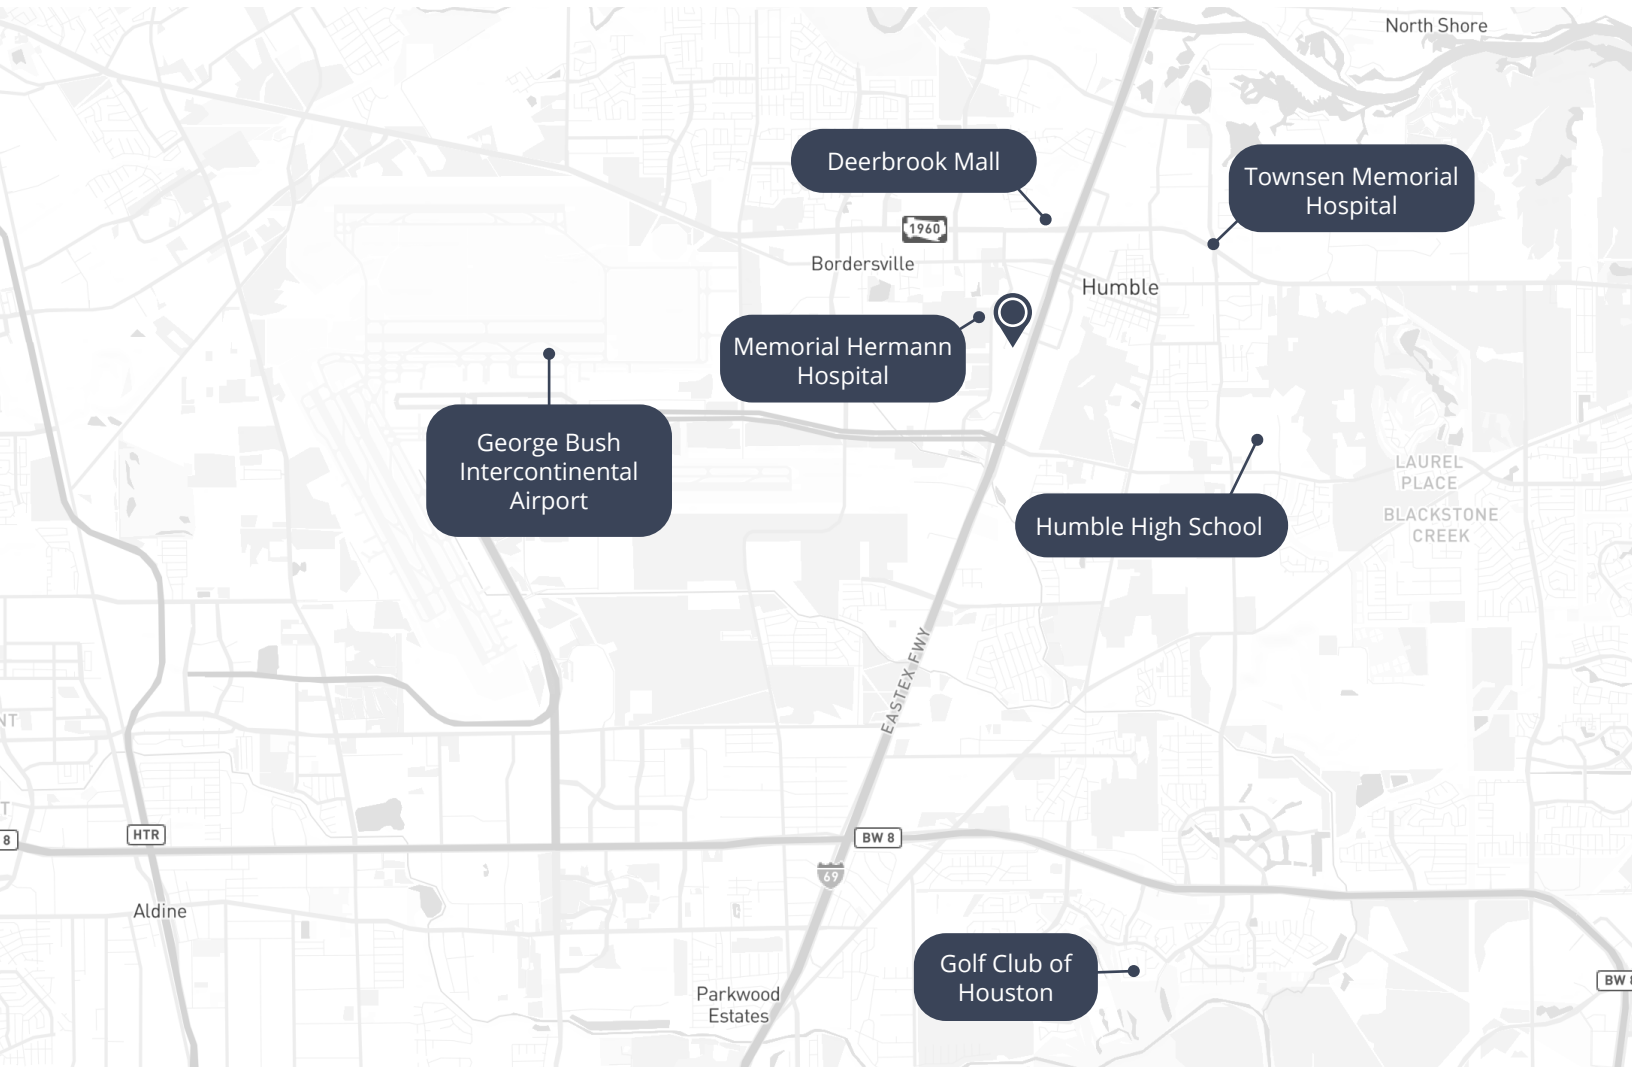 North Shore
Deerbrook Mall
Townsen Memorial
Hospital
1960
Bordersville
Humble
Memorial Hermann
Hospital
George Bush
Intercontinental
Airport
LAUREL
PLACE
BLACKSTONE
CREEK
Humble High School
EASTEX FWY
NT
T
8
HTR
BW 8
69
Aldine
Golf Club of
Houston
BW 8
Parkwood
Estates